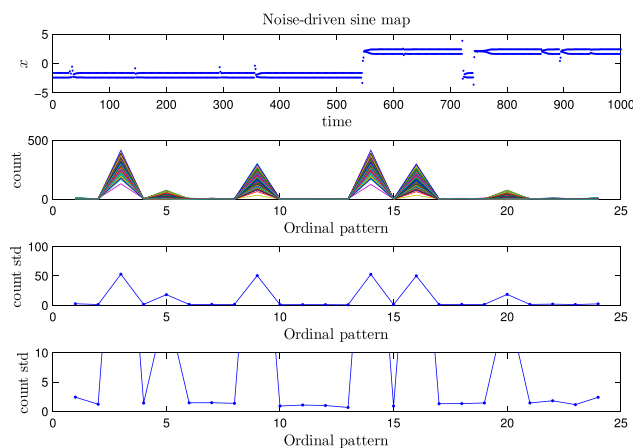 Noise-driven sine map
5
0
−5
x
0 100 200 300 400 500 600 700 800 900 1000
time
500
0
count
0 5 10 15 20 25
Ordinal pattern
100
50
0
count std
0 5 10 15 20 25
Ordinal pattern
10
5
0
count std
0 5 10 15 20 25
Ordinal pattern